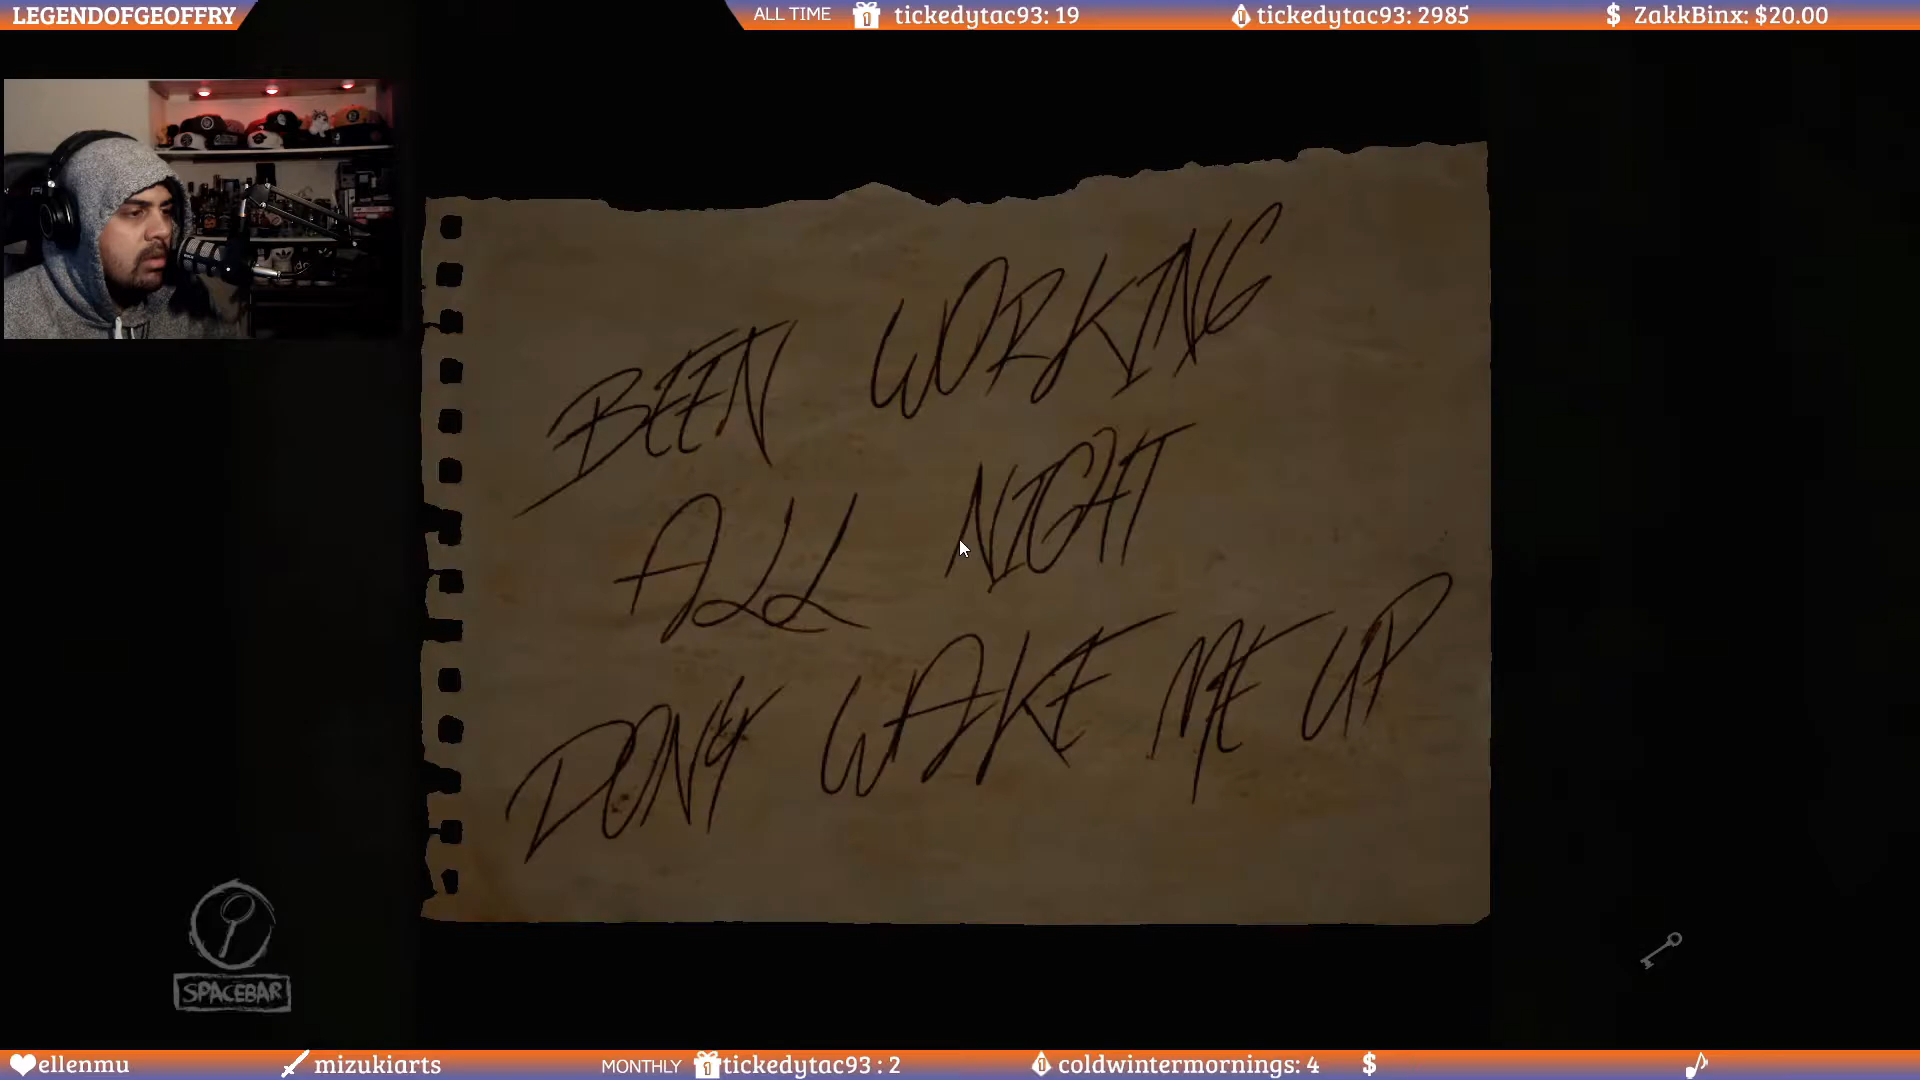 LEGENDOFGEOFFRY
ALL TIME tickedytac93: 19 tickedytac93: 2985 $ ZakkBinx: $20.00
BEEN WORKING
ALL NIGHT
DON'T WAKE ME UP
SPACEBAR
ellenmu mizukiarts MONTHLY tickedytac93 : 2 coldwintermornings: 4 $